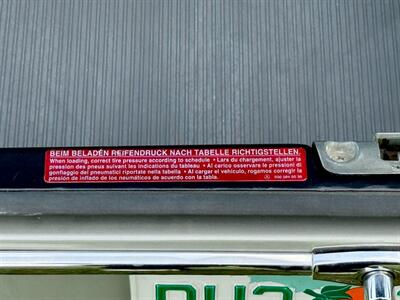 BEIM BELADEN REIFENDRUCK NACH TABELLE RICHTIGSTELLEN.
When loading, correct tire pressure according to schedule • Lors du chargement, ajuster la
pression des pneus suivant les indications du tableau • Al carico osservare le pressioni di
gonfiaggio dei pneumatici riportate nella tabella • Al cargar el vehículo, rogamos corregir la
presión de inflado de los neumáticos de acuerdo con la tabla.